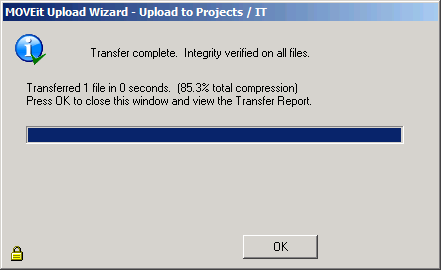 MOVEit Upload Wizard - Upload to Projects / IT
Transfer complete.  Integrity verified on all files.
Transferred 1 file in 0 seconds.  (85.3% total compression)
Press OK to close this window and view the Transfer Report.
OK